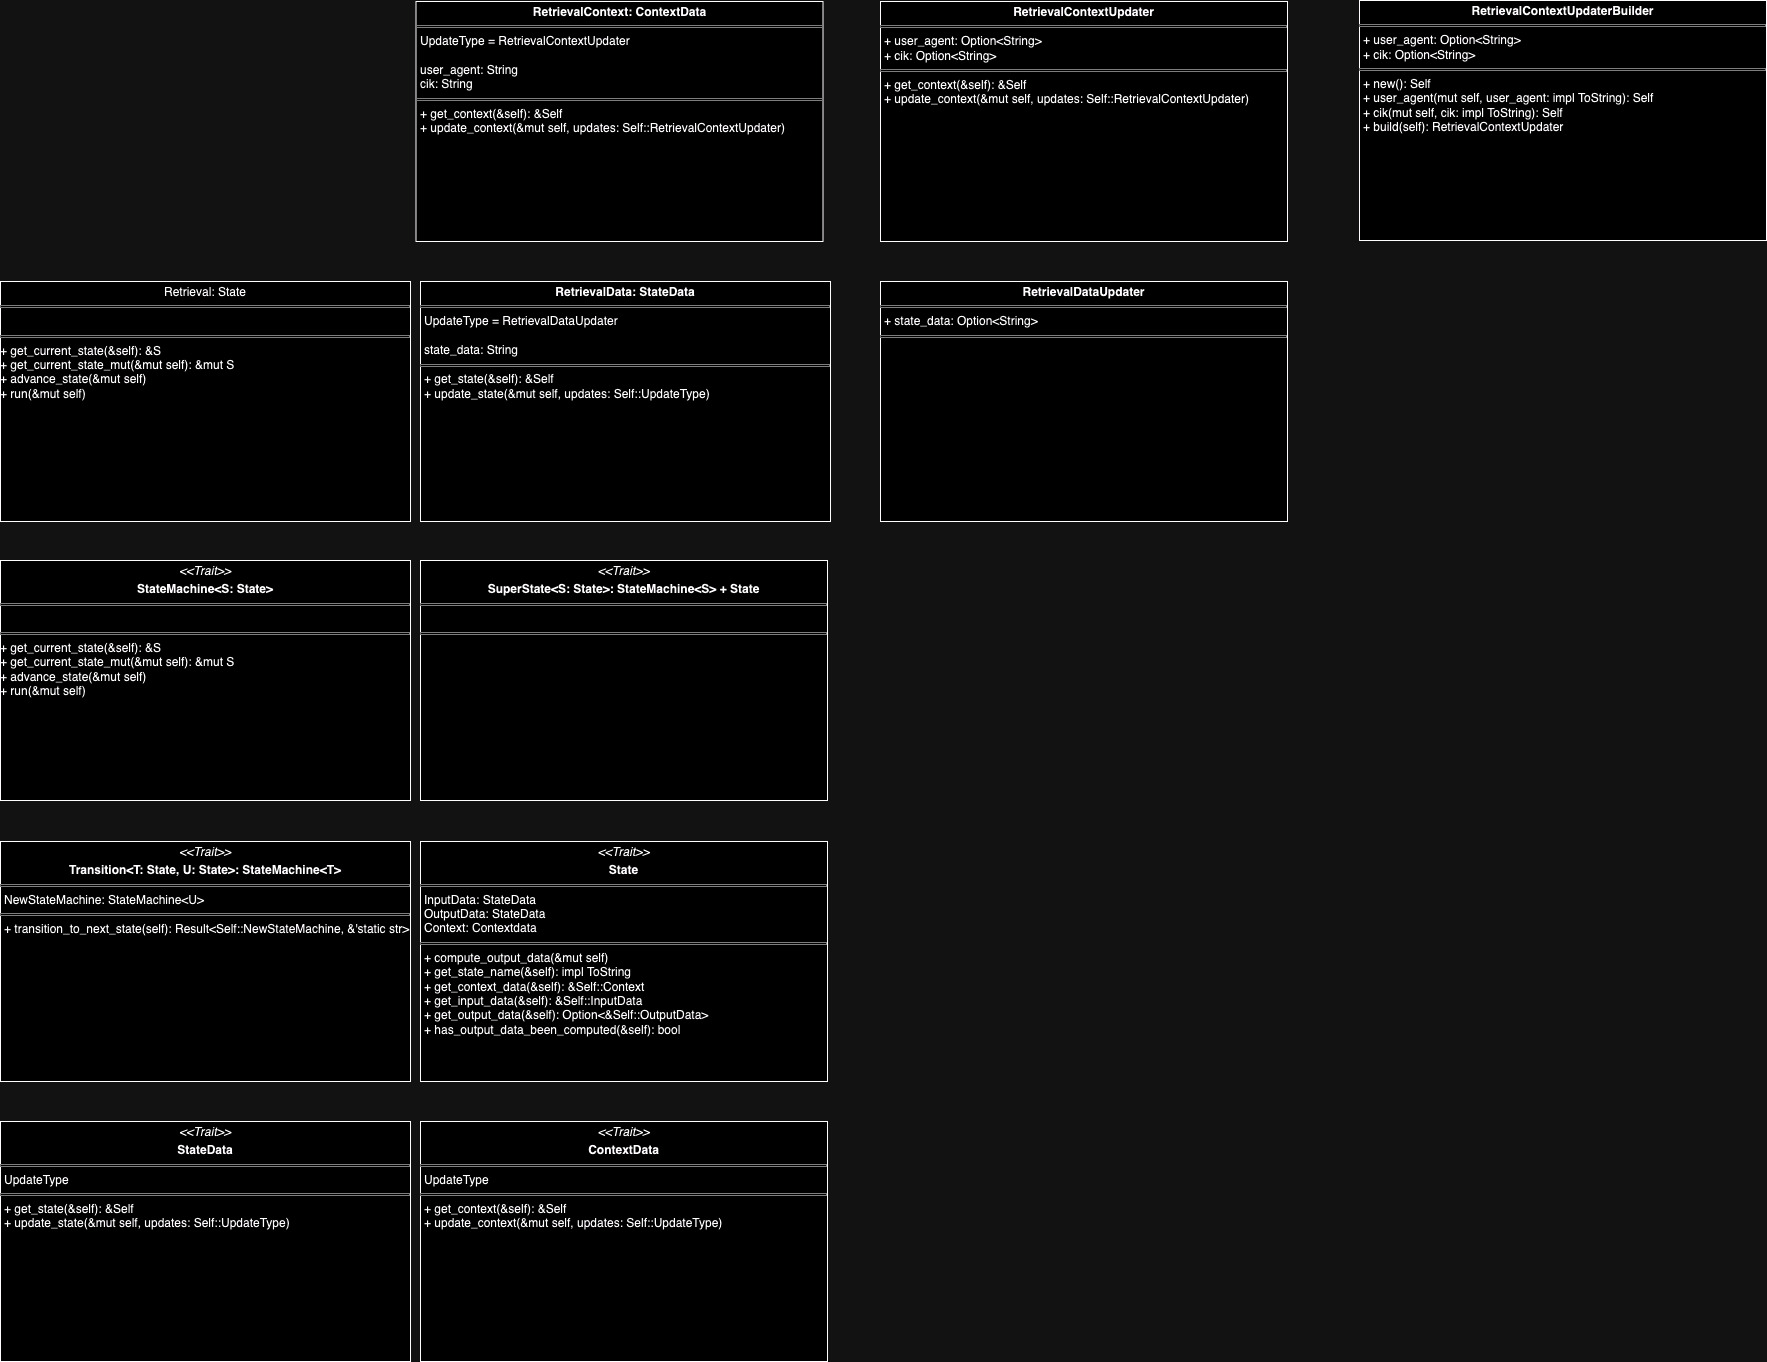 RetrievalContext: ContextData
UpdateType = RetrievalContextUpdater
user_agent: String
cik: String
+ get_context(&self): &Self
+ update_context(&mut self, updates: Self::RetrievalContextUpdater)
RetrievalContextUpdater
+ user_agent: Option<String>
+ cik: Option<String>
+ get_context(&self): &Self
+ update_context(&mut self, updates: Self::RetrievalContextUpdater)
RetrievalContextUpdaterBuilder
+ user_agent: Option<String>
+ cik: Option<String>
+ new(): Self
+ user_agent(mut self, user_agent: impl ToString): Self
+ cik(mut self, cik: impl ToString): Self
+ build(self): RetrievalContextUpdater
Retrieval: State
+ get_current_state(&self): &S
+ get_current_state_mut(&mut self): &mut S
+ advance_state(&mut self)
+ run(&mut self)
RetrievalData: StateData
UpdateType = RetrievalDataUpdater
state_data: String
+ get_state(&self): &Self
+ update_state(&mut self, updates: Self::UpdateType)
RetrievalDataUpdater
+ state_data: Option<String>
<<Trait>>
StateMachine<S: State>
+ get_current_state(&self): &S
+ get_current_state_mut(&mut self): &mut S
+ advance_state(&mut self)
+ run(&mut self)
<<Trait>>
SuperState<S: State>: StateMachine<S> + State
<<Trait>>
Transition<T: State, U: State>: StateMachine<T>
NewStateMachine: StateMachine<U>
+ transition_to_next_state(self): Result<Self::NewStateMachine, &'static str>
<<Trait>>
State
InputData: StateData
OutputData: StateData
Context: Contextdata
+ compute_output_data(&mut self)
+ get_state_name(&self): impl ToString
+ get_context_data(&self): &Self::Context
+ get_input_data(&self): &Self::InputData
+ get_output_data(&self): Option<&Self::OutputData>
+ has_output_data_been_computed(&self): bool
<<Trait>>
StateData
UpdateType
+ get_state(&self): &Self
+ update_state(&mut self, updates: Self::UpdateType)
<<Trait>>
ContextData
UpdateType
+ get_context(&self): &Self
+ update_context(&mut self, updates: Self::UpdateType)